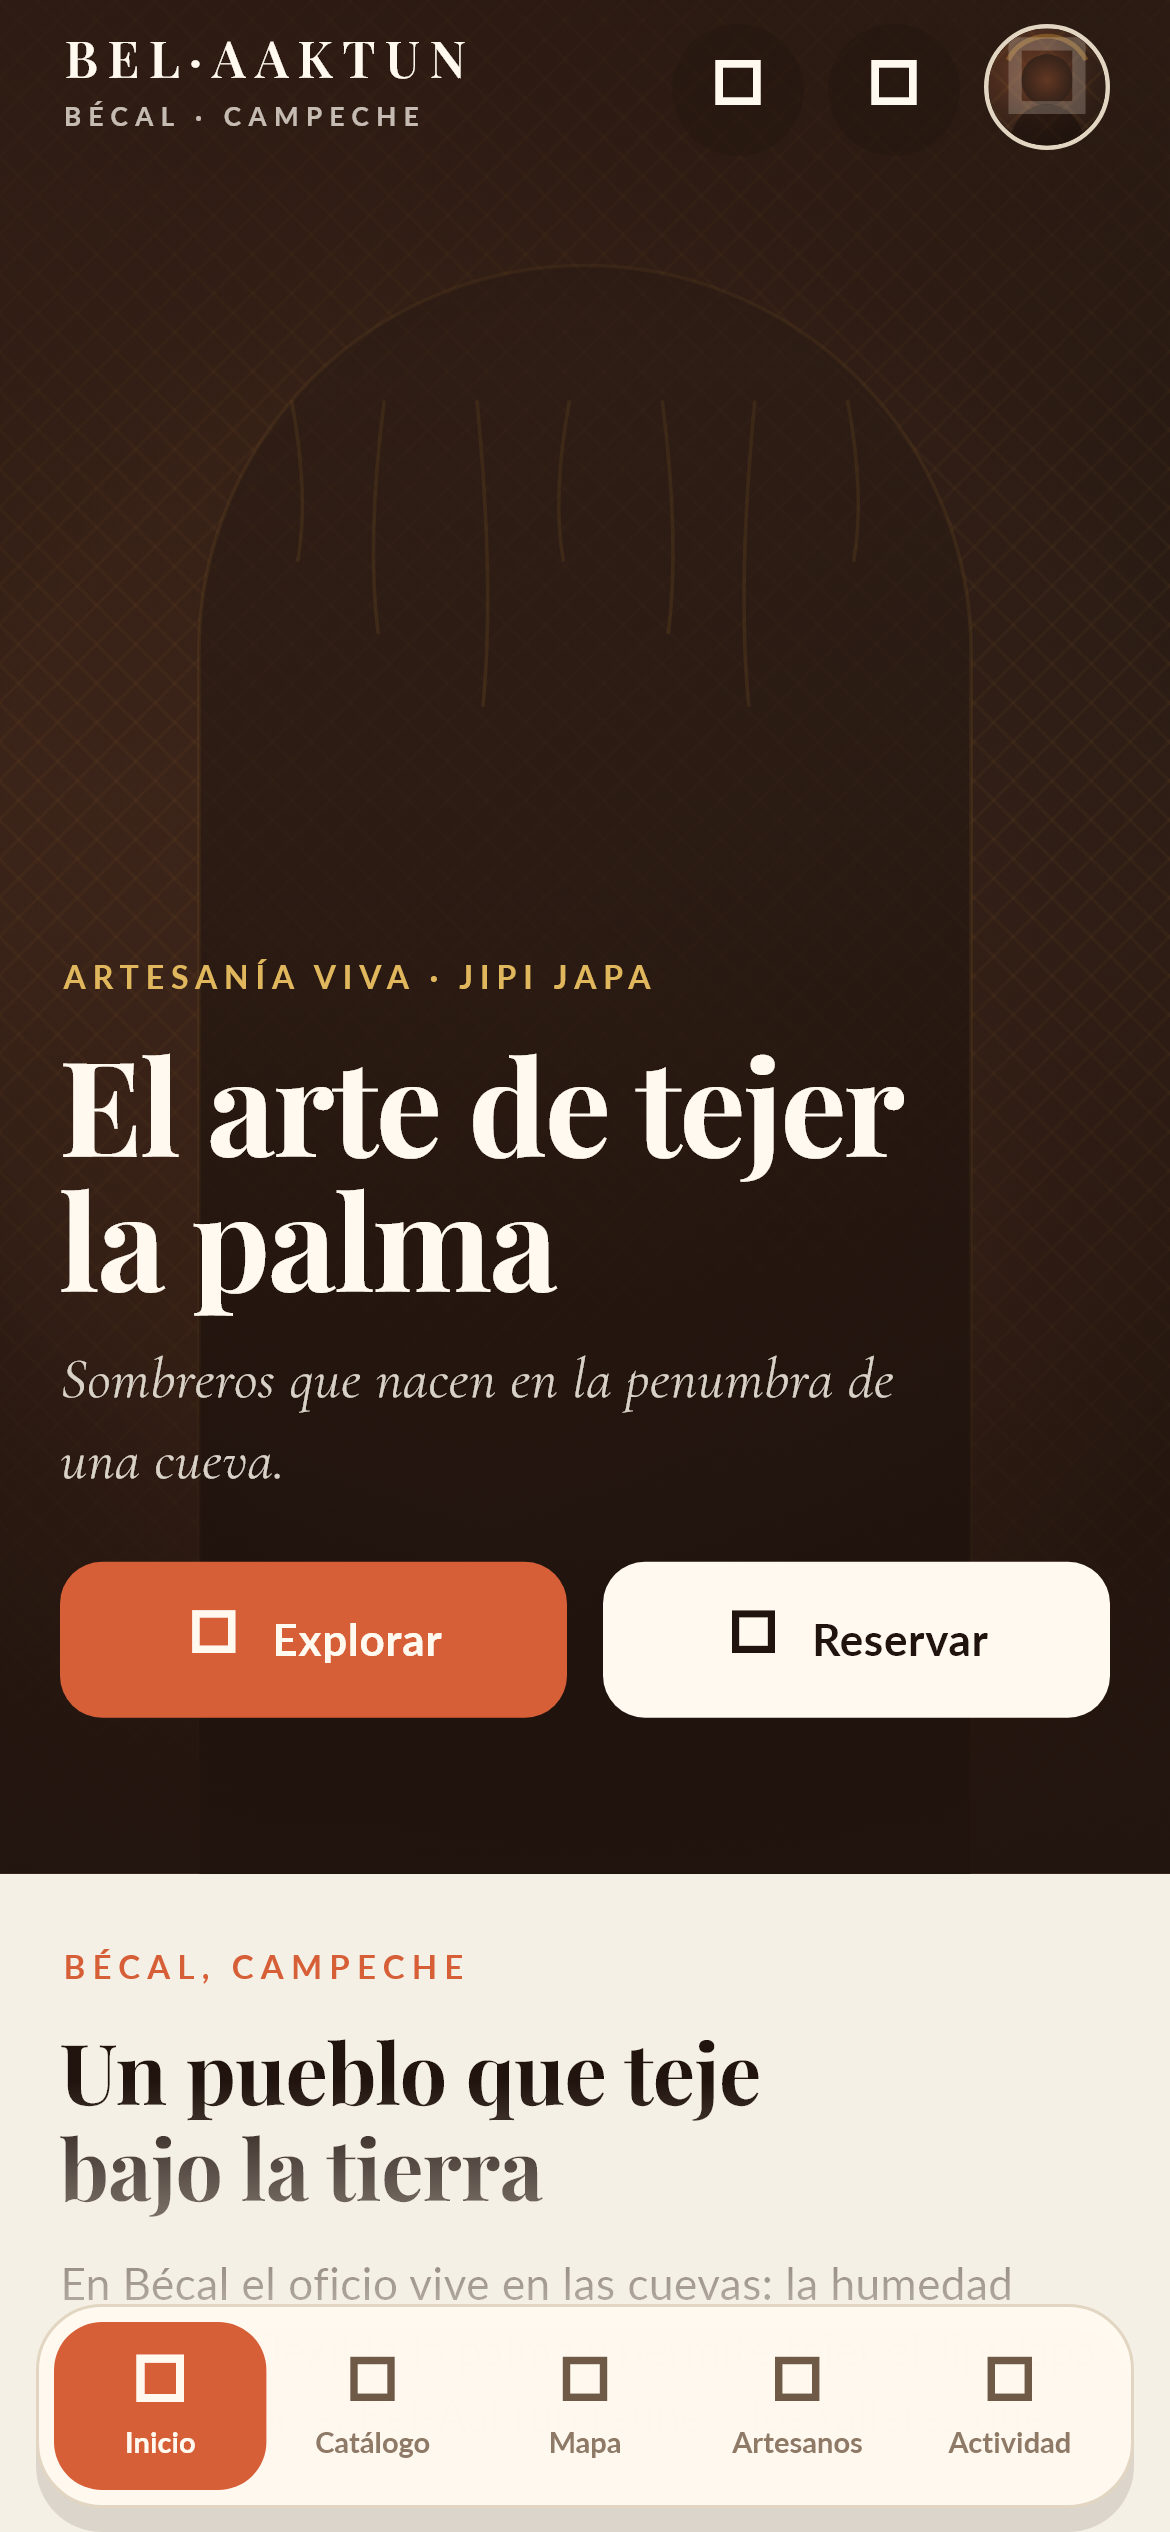 BEL·AAKTUN
BÉCAL · CAMPECHE
ARTESANÍA VIVA · JIPI JAPA
El arte de tejer
la palma
Sombreros que nacen en la penumbra de
una cueva.
Explorar
Reservar
BÉCAL, CAMPECHE
Un pueblo que teje
bajo la tierra
En Bécal el oficio vive en las cuevas: la humedad
Inicio
Catálogo
Mapa
Artesanos
Actividad